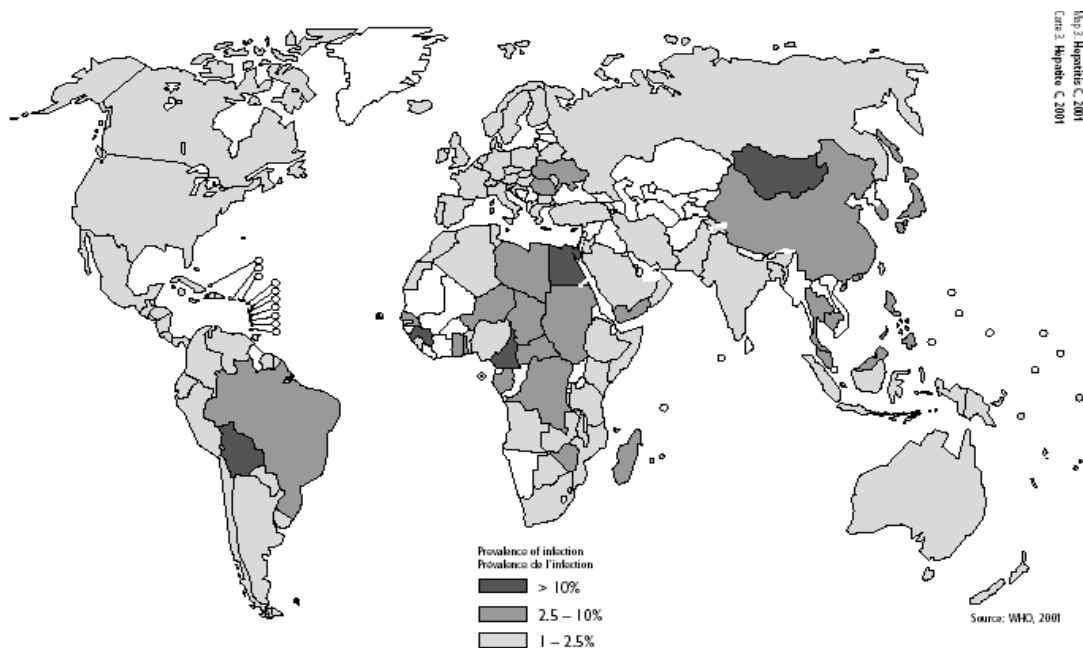 Map 3. Hepatitis C, 2001
Carte 3. Hepatite C, 2001
Prevalence of infection
Prévalence de l'infection
> 10%
2.5 – 10%
1 – 2.5%
Source: WHO, 2001